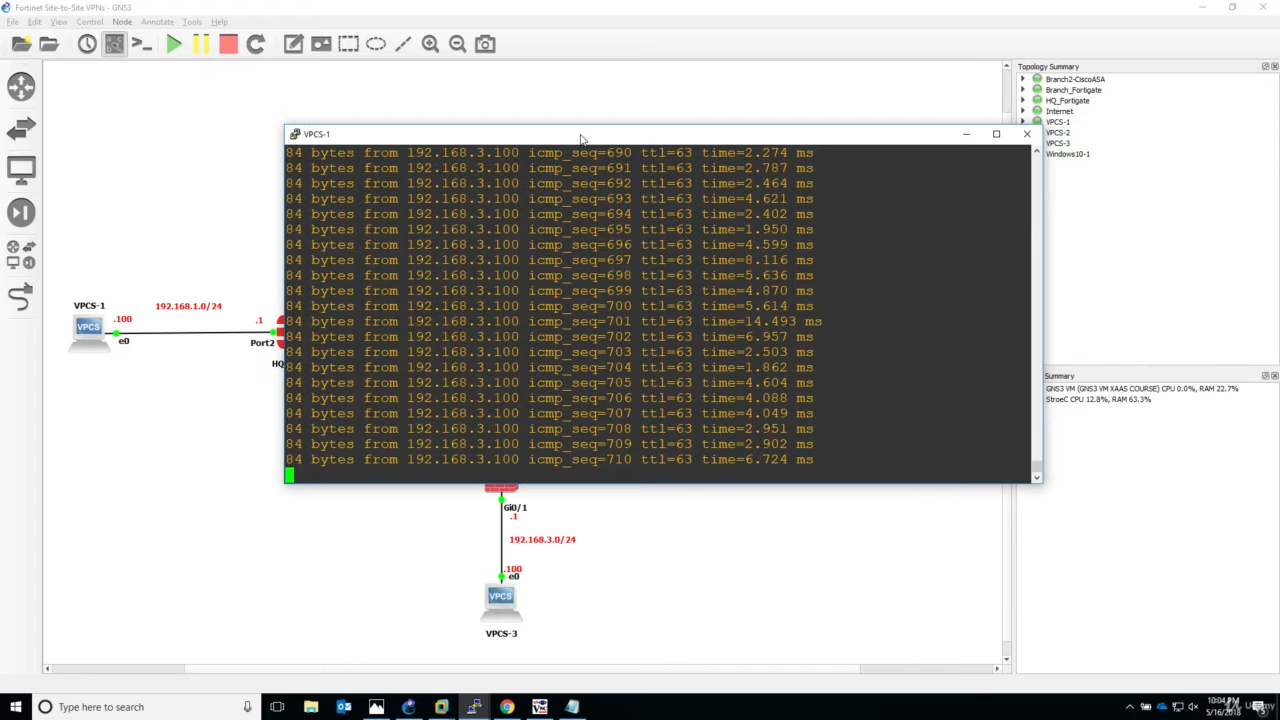 Fortinet Site-to-Site VPNs - GNS3
File Edit View Control Node Annotate Tools Help
Topology Summary
Branch2-CiscoASA
Branch_Fortigate
HQ_Fortigate
Internet
VPCS-1
VPCS-2
VPCS-3
Windows10-1
VPCS-1
84 bytes from 192.168.3.100 icmp_seq=690 ttl=63 time=2.274 ms
84 bytes from 192.168.3.100 icmp_seq=691 ttl=63 time=2.787 ms
84 bytes from 192.168.3.100 icmp_seq=692 ttl=63 time=2.464 ms
84 bytes from 192.168.3.100 icmp_seq=693 ttl=63 time=4.621 ms
84 bytes from 192.168.3.100 icmp_seq=694 ttl=63 time=2.402 ms
84 bytes from 192.168.3.100 icmp_seq=695 ttl=63 time=1.950 ms
84 bytes from 192.168.3.100 icmp_seq=696 ttl=63 time=4.599 ms
84 bytes from 192.168.3.100 icmp_seq=697 ttl=63 time=8.116 ms
84 bytes from 192.168.3.100 icmp_seq=698 ttl=63 time=5.636 ms
84 bytes from 192.168.3.100 icmp_seq=699 ttl=63 time=4.870 ms
84 bytes from 192.168.3.100 icmp_seq=700 ttl=63 time=5.614 ms
84 bytes from 192.168.3.100 icmp_seq=701 ttl=63 time=14.493 ms
84 bytes from 192.168.3.100 icmp_seq=702 ttl=63 time=6.957 ms
84 bytes from 192.168.3.100 icmp_seq=703 ttl=63 time=2.503 ms
84 bytes from 192.168.3.100 icmp_seq=704 ttl=63 time=1.862 ms
84 bytes from 192.168.3.100 icmp_seq=705 ttl=63 time=4.604 ms
84 bytes from 192.168.3.100 icmp_seq=706 ttl=63 time=4.088 ms
84 bytes from 192.168.3.100 icmp_seq=707 ttl=63 time=4.049 ms
84 bytes from 192.168.3.100 icmp_seq=708 ttl=63 time=2.951 ms
84 bytes from 192.168.3.100 icmp_seq=709 ttl=63 time=2.902 ms
84 bytes from 192.168.3.100 icmp_seq=710 ttl=63 time=6.724 ms
VPCS-1
192.168.1.0/24
.100
.1
VPCS
e0
Port2
HQ
Summary
GNS3 VM (GNS3 VM XAAS COURSE) CPU 0.0%, RAM 22.7%
StroeC CPU 12.8%, RAM 63.3%
Gi0/1
.1
192.168.3.0/24
.100
e0
VPCS
VPCS-3
Type here to search
10:04 PM
5/16/2018
Udemy